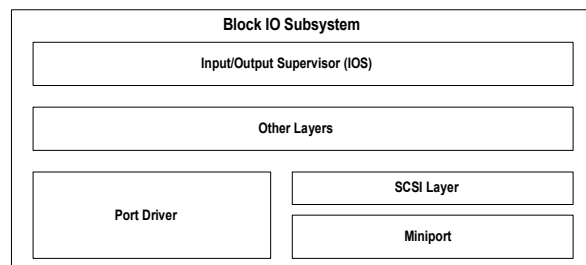 Block IO Subsystem
Input/Output Supervisor (IOS)
Other Layers
Port Driver
SCSI Layer
Miniport